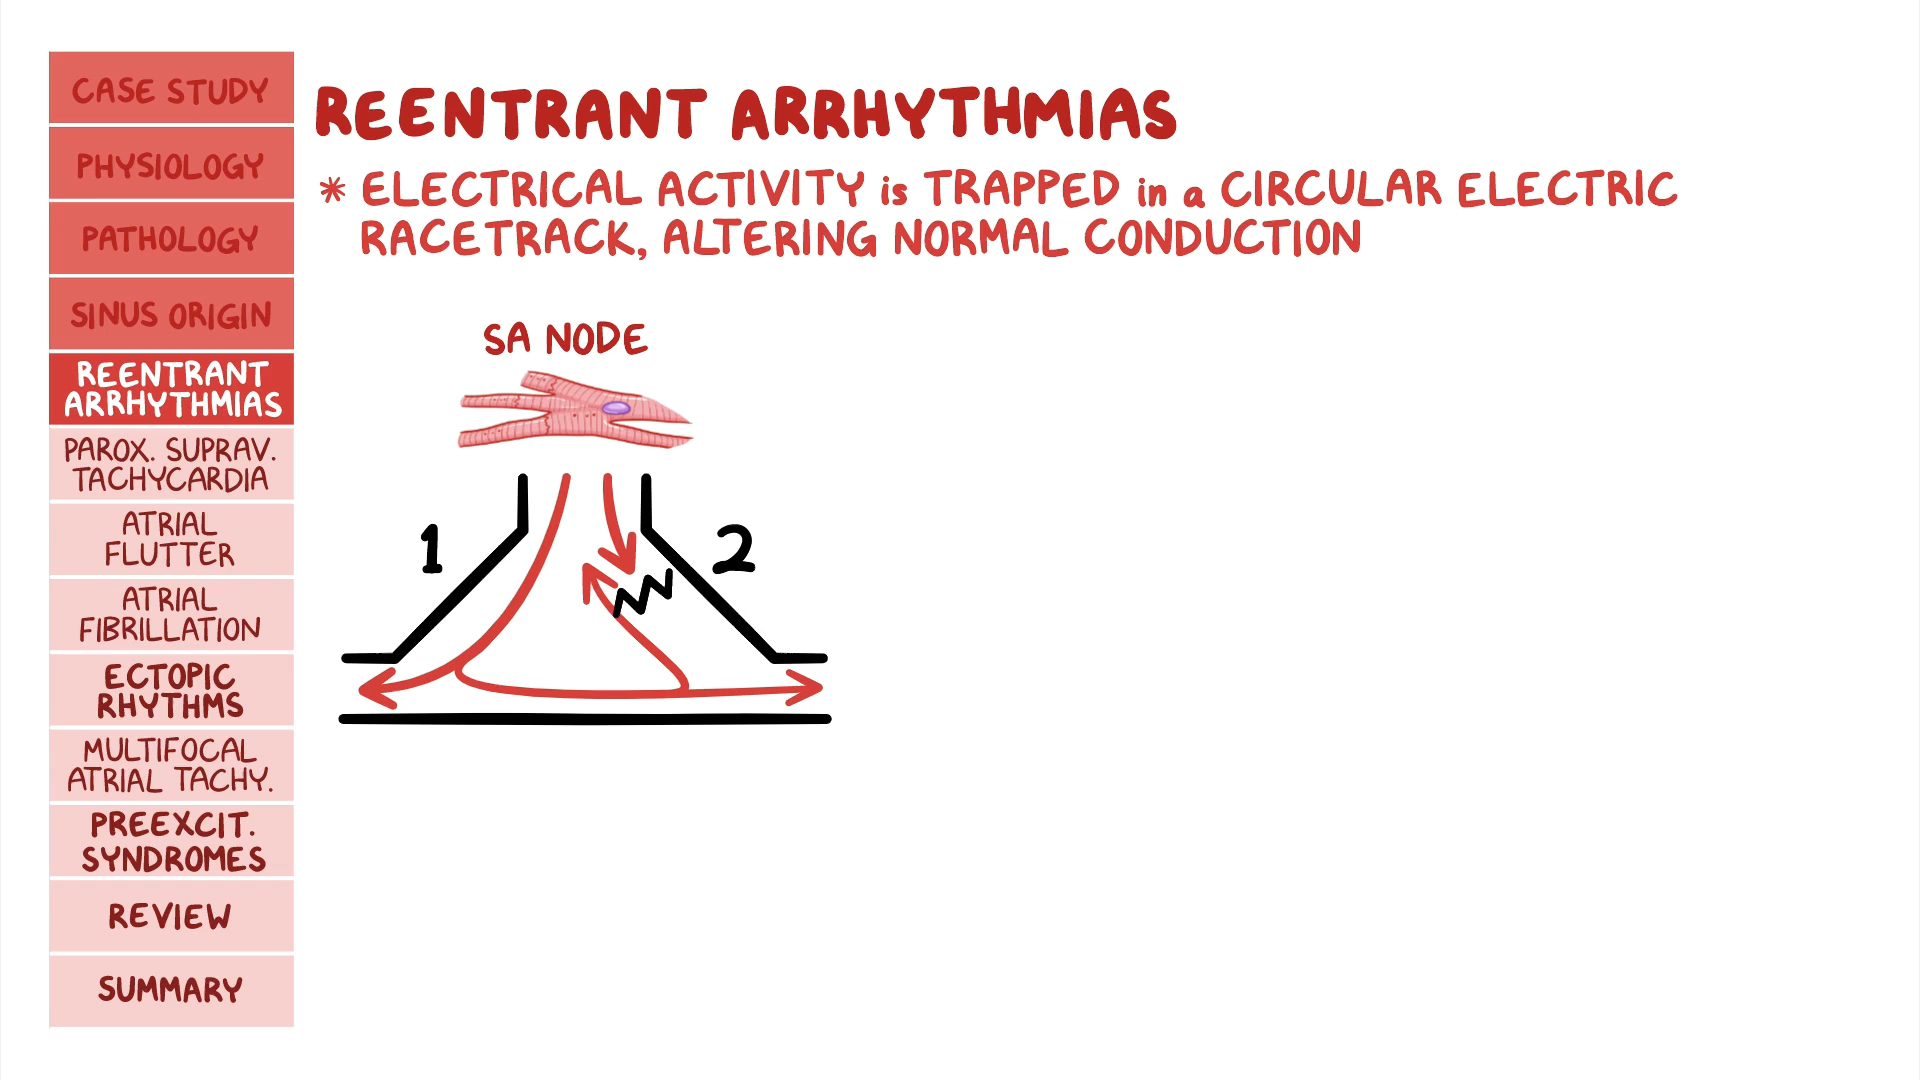 CASE STUDY
PHYSIOLOGY
PATHOLOGY
SINUS ORIGIN
REENTRANT
ARRHYTHMIAS
PAROX. SUPRAV.
TACHYCARDIA
ATRIAL
FLUTTER
ATRIAL
FIBRILLATION
ECTOPIC
RHYTHMS
MULTIFOCAL
ATRIAL TACHY.
PREEXCIT.
SYNDROMES
REVIEW
SUMMARY
REENTRANT ARRHYTHMIAS
* ELECTRICAL ACTIVITY is TRAPPED in a CIRCULAR ELECTRIC
RACETRACK, ALTERING NORMAL CONDUCTION
SA NODE
1
2